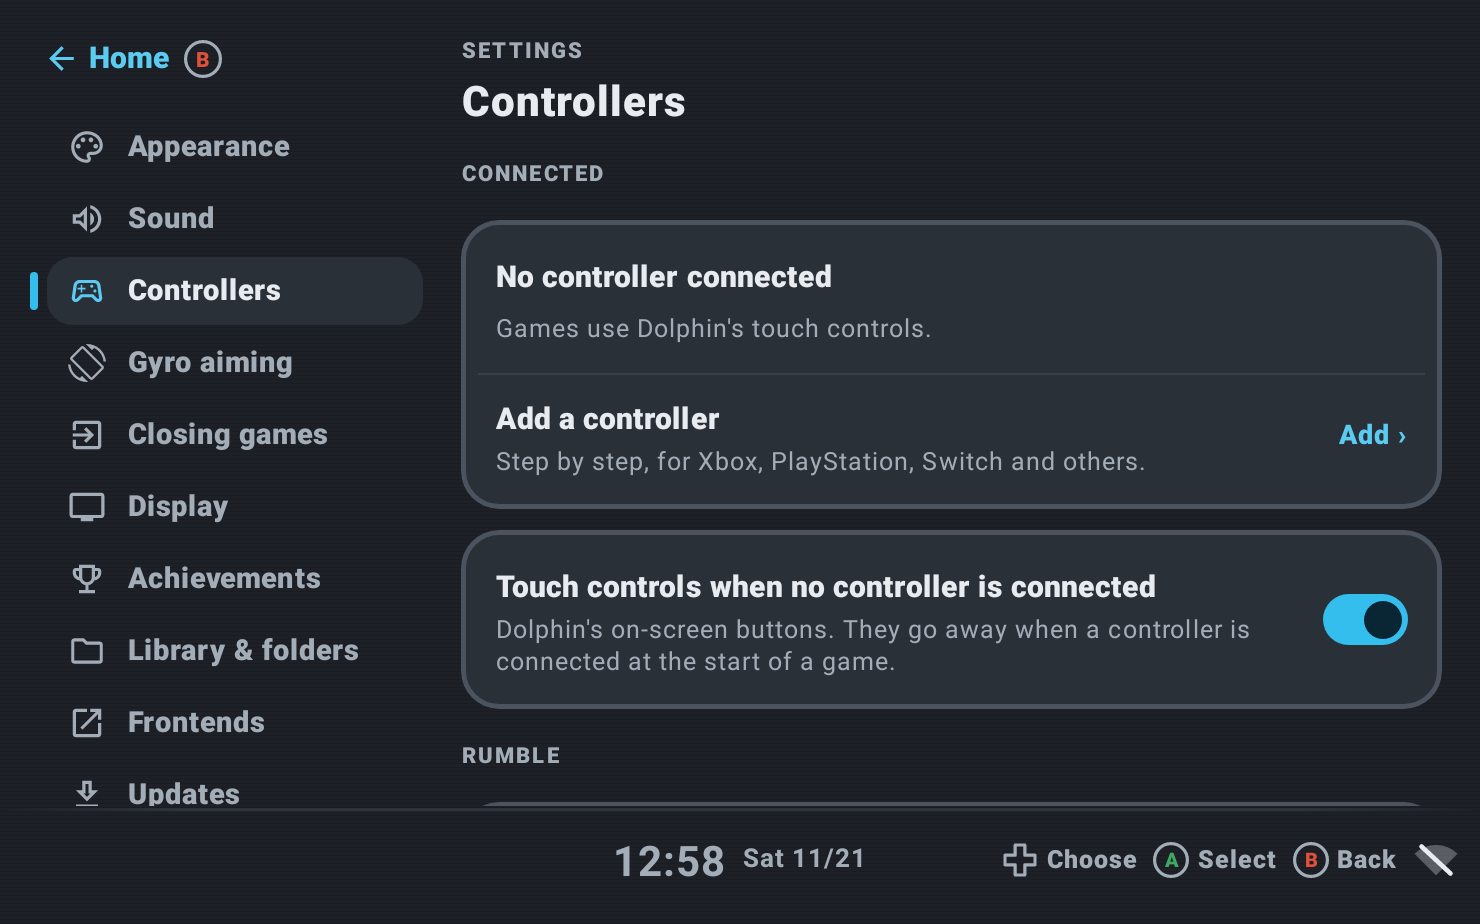 Home B
Appearance
Sound
Controllers
Gyro aiming
Closing games
Display
Achievements
Library & folders
Frontends
Updates
SETTINGS
Controllers
CONNECTED
No controller connected
Games use Dolphin's touch controls.
Add a controller
Step by step, for Xbox, PlayStation, Switch and others.
Add ›
Touch controls when no controller is connected
Dolphin's on-screen buttons. They go away when a controller is
connected at the start of a game.
RUMBLE
12:58 Sat 11/21
Choose A Select B Back